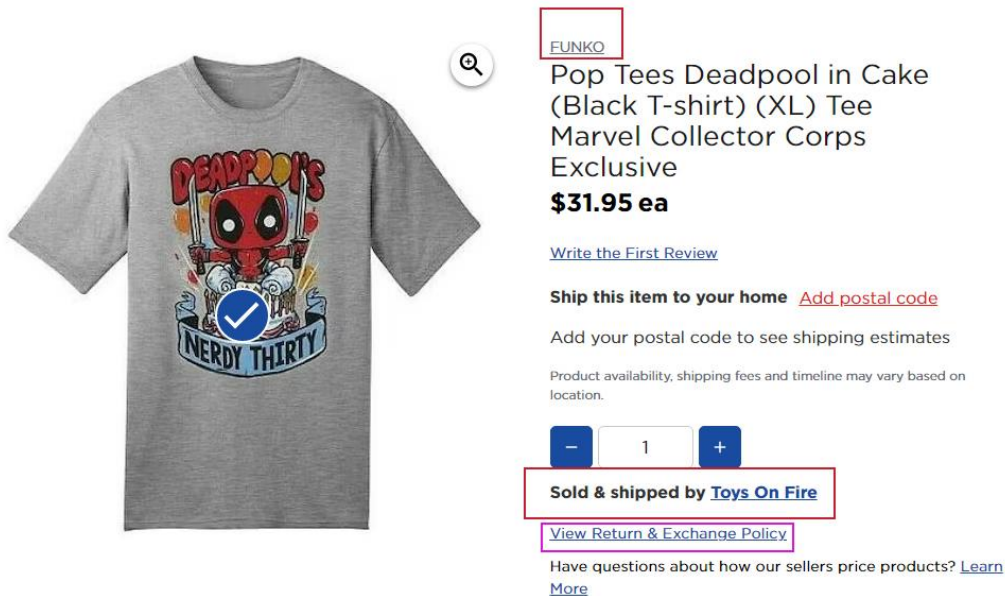 DEADPOOL'S
NERDY THIRTY
FUNKO
Pop Tees Deadpool in Cake
(Black T-shirt) (XL) Tee
Marvel Collector Corps
Exclusive
$31.95 ea
Write the First Review
Ship this item to your home Add postal code
Add your postal code to see shipping estimates
Product availability, shipping fees and timeline may vary based on
location.
− 1 +
Sold & shipped by Toys On Fire
View Return & Exchange Policy
Have questions about how our sellers price products? Learn
More